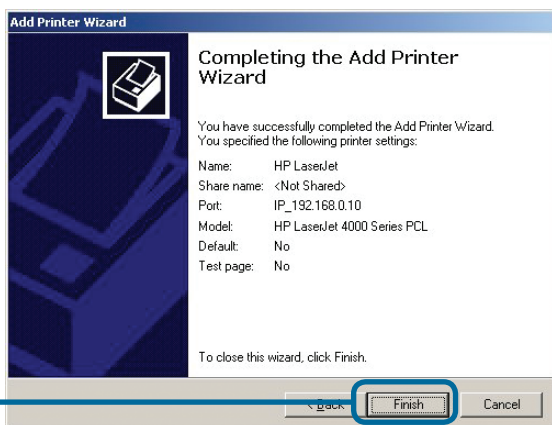 Add Printer Wizard
Completing the Add Printer
Wizard
You have successfully completed the Add Printer Wizard.
You specified the following printer settings:
Name: HP LaserJet
Share name: <Not Shared>
Port: IP_192.168.0.10
Model: HP LaserJet 4000 Series PCL
Default: No
Test page: No
To close this wizard, click Finish.
< Back Finish Cancel